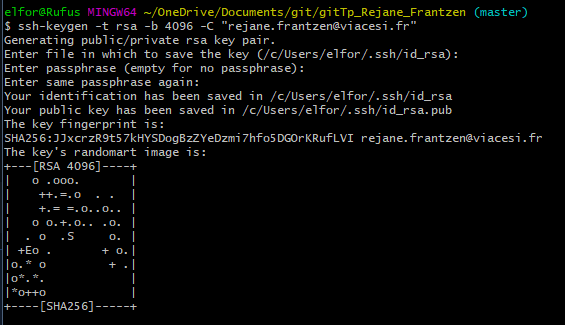 elfor@Rufus MINGW64 ~/OneDrive/Documents/git/gitTp_Rejane_Frantzen (master)
$ ssh-keygen -t rsa -b 4096 -C "rejane.frantzen@viacesi.fr"
Generating public/private rsa key pair.
Enter file in which to save the key (/c/Users/elfor/.ssh/id_rsa):
Enter passphrase (empty for no passphrase):
Enter same passphrase again:
Your identification has been saved in /c/Users/elfor/.ssh/id_rsa
Your public key has been saved in /c/Users/elfor/.ssh/id_rsa.pub
The key fingerprint is:
SHA256:JJxcrzR9t57kHYSDogBzZYeDzmi7hfo5DGOrKRufLVI rejane.frantzen@viacesi.fr
The key's randomart image is:
+---[RSA 4096]----+
|   o .ooo.       |
|    ++.=.o  . .  |
|    +.= =.o..o.. |
|   o o.+.o.. .o. |
|  . o  .S     o. |
| +Eo .       + o.|
|o.* o         + .|
|o*.*.            |
|*o++o            |
+----[SHA256]-----+